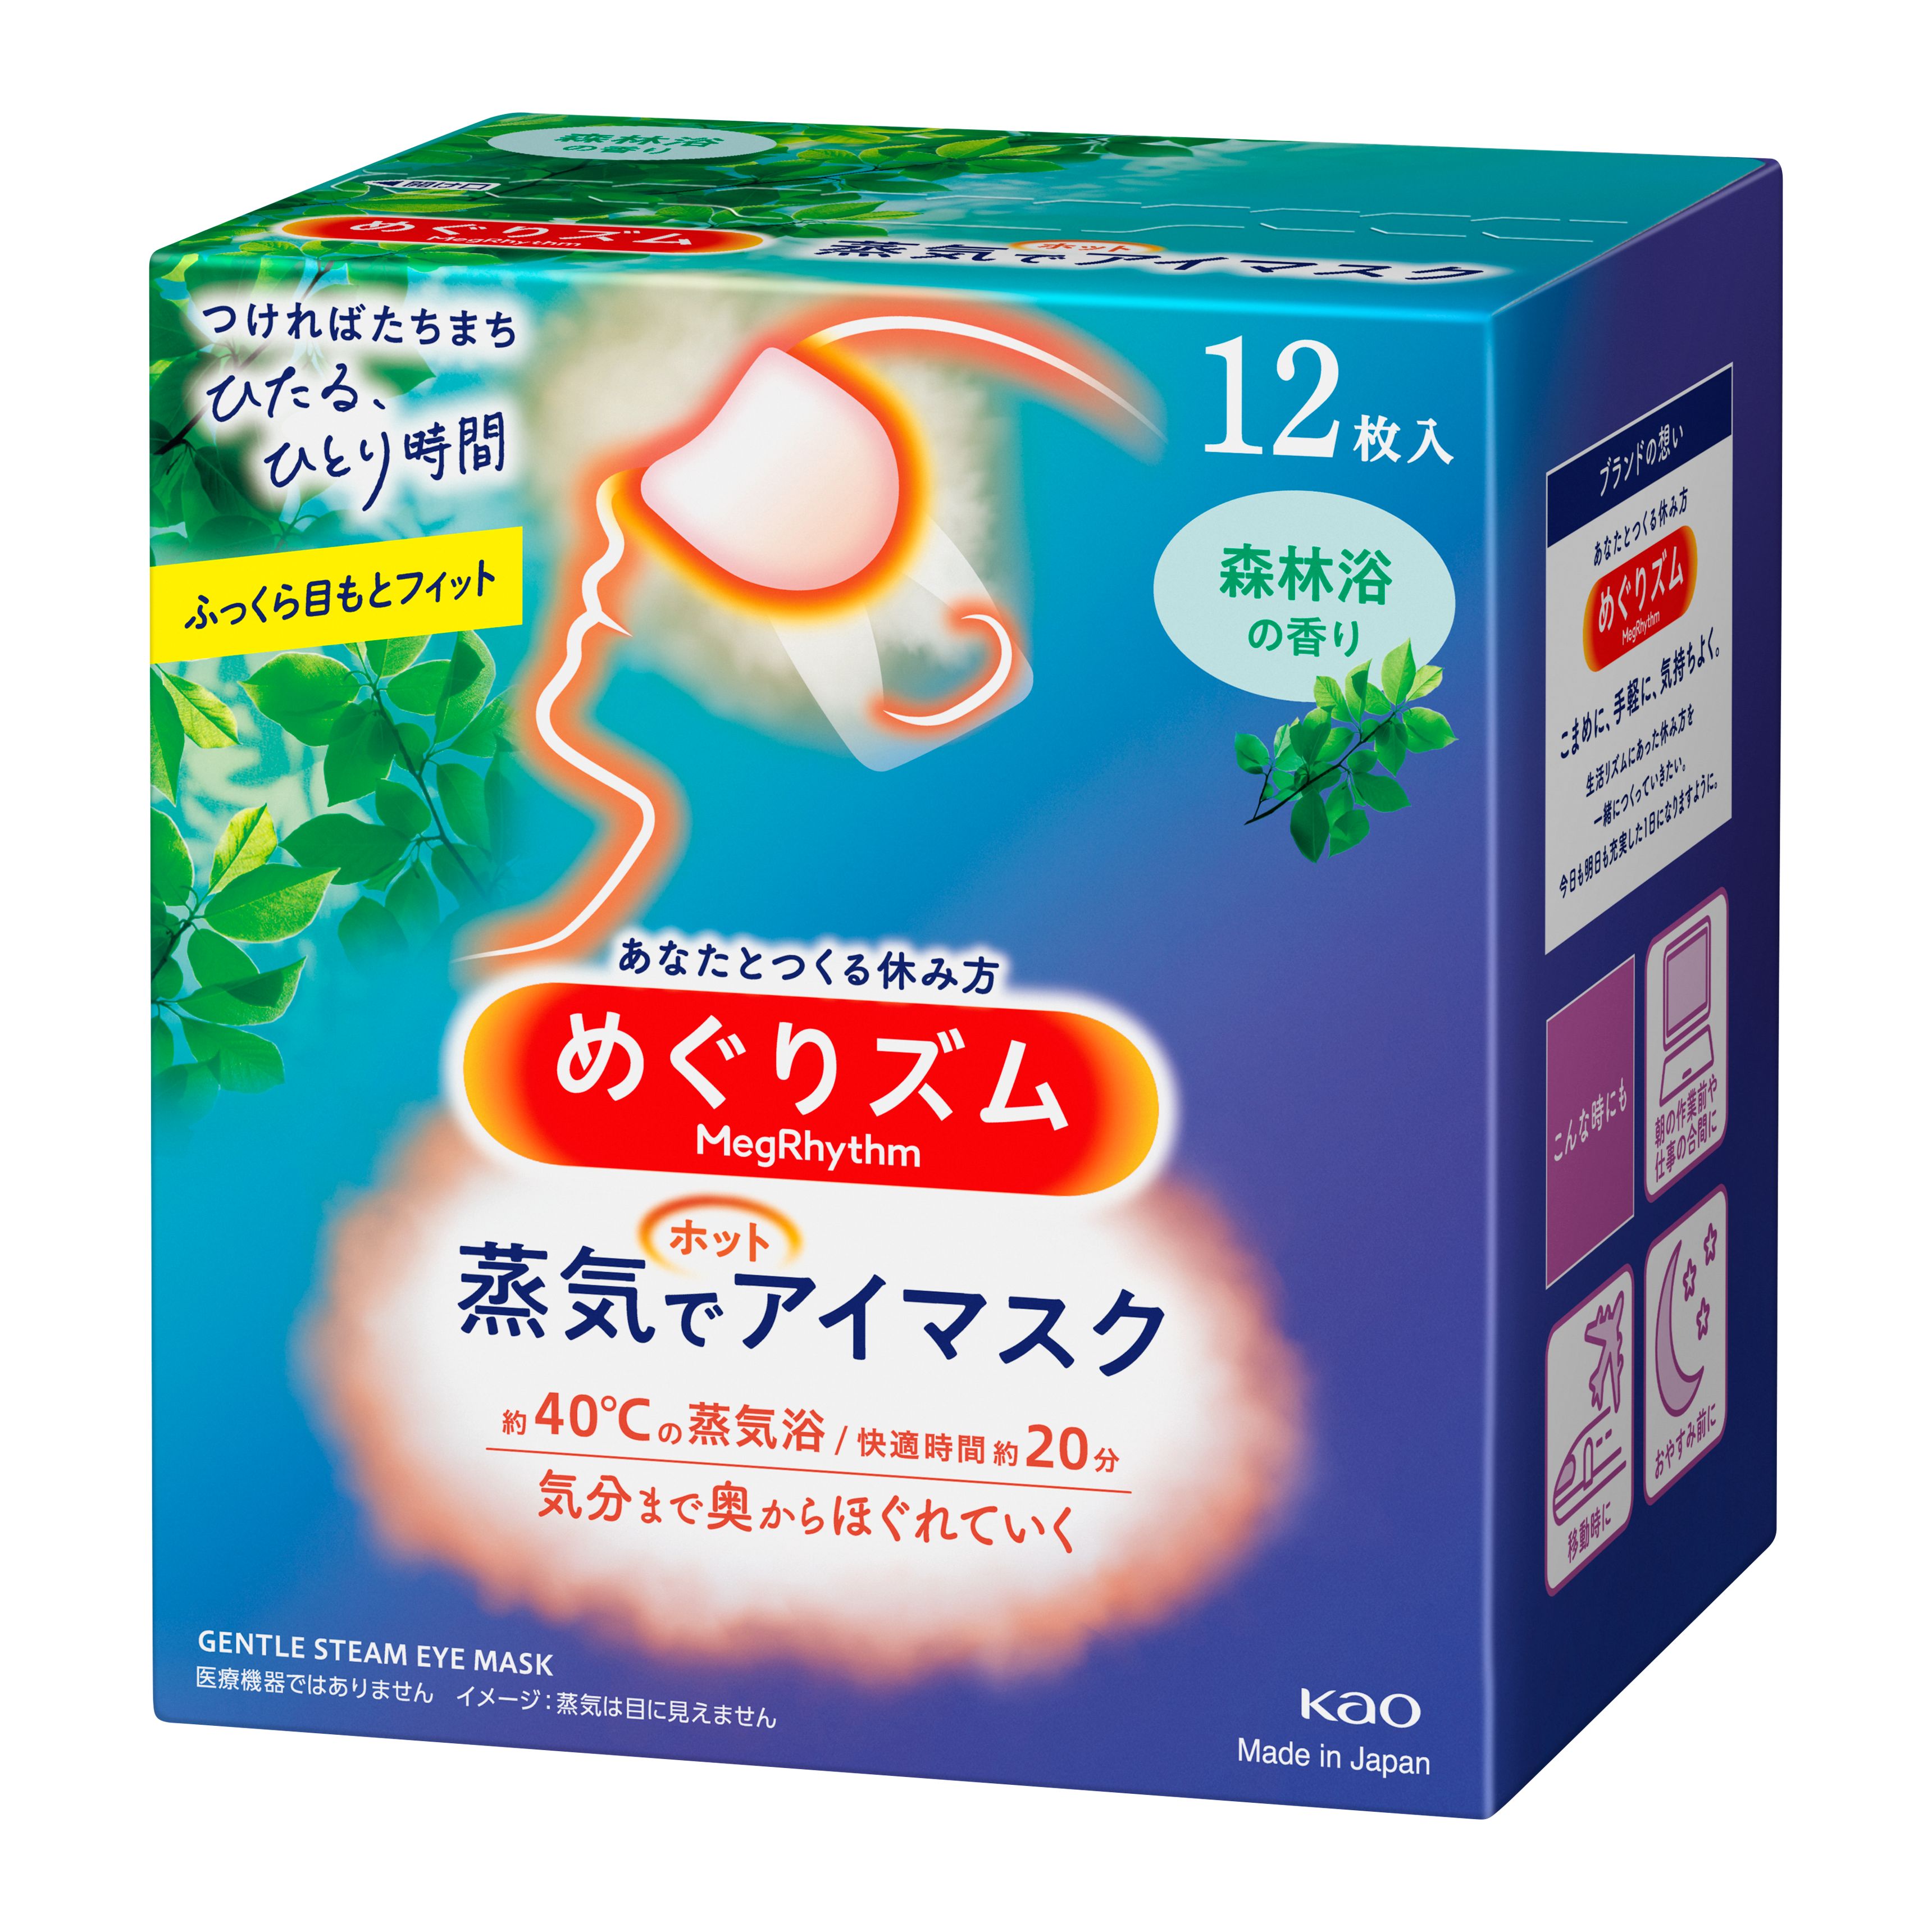 森林浴
の香り
開け口
めぐりズム
MegRhythm
ホット
蒸気でアイマスク
つければたちまち
ひたる、
ひとり時間
ふっくら目もとフィット
12枚入
森林浴
の香り
あなたとつくる休み方
めぐりズム
MegRhythm
ホット
蒸気でアイマスク
約40℃の蒸気浴/快適時間約20分
気分まで奥からほぐれていく
GENTLE STEAM EYE MASK
医療機器ではありません イメージ:蒸気は目に見えません
Kao
Made in Japan
ブランドの想い
あなたとつくる休み方
めぐりズム
MegRhythm
こまめに、手軽に、気持ちよく。
生活リズムにあった休み方を
一緒につくっていきたい。
今日も明日も充実した1日になりますように。
こんな時にも
朝の作業前や
仕事の合間に
移動時に
おやすみ前に